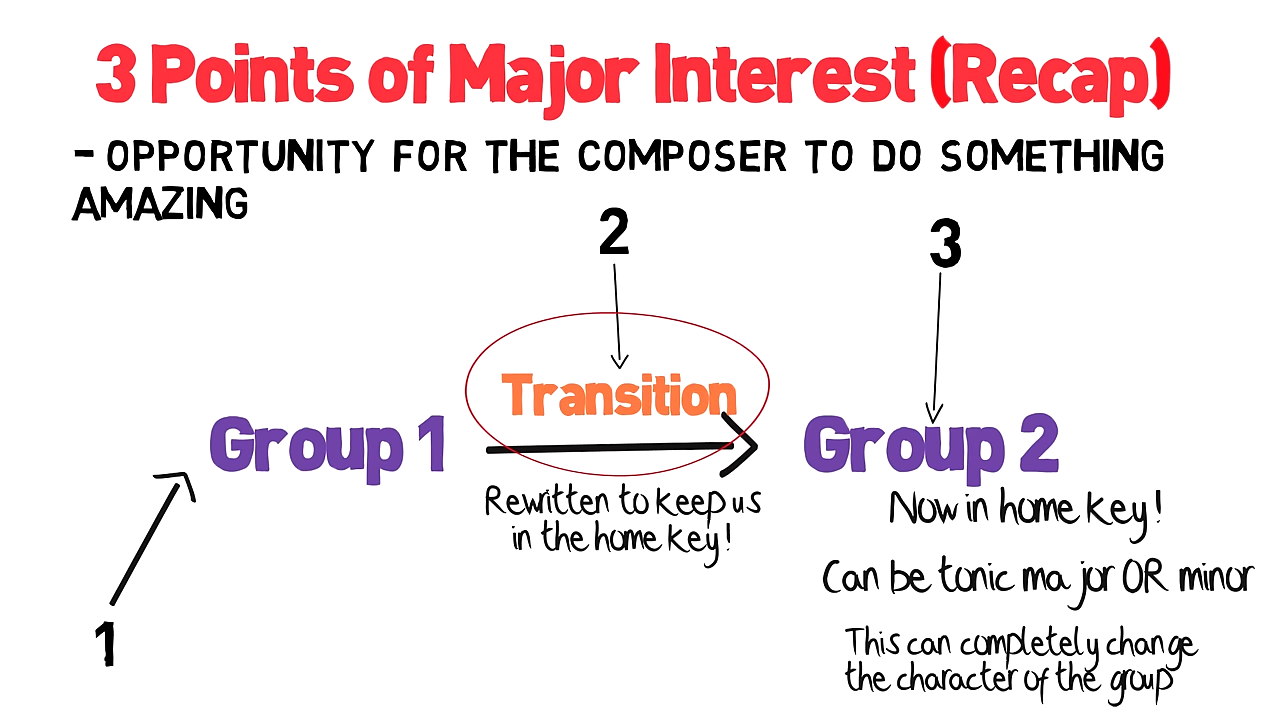 3 Points of Major Interest (Recap)
- OPPORTUNITY FOR THE COMPOSER TO DO SOMETHING
AMAZING
2
3
Transition
Group 1
Group 2
Rewritten to keep us
in the home key!
Now in home key!
Can be tonic major OR minor
1
This can completely change
the character of the group